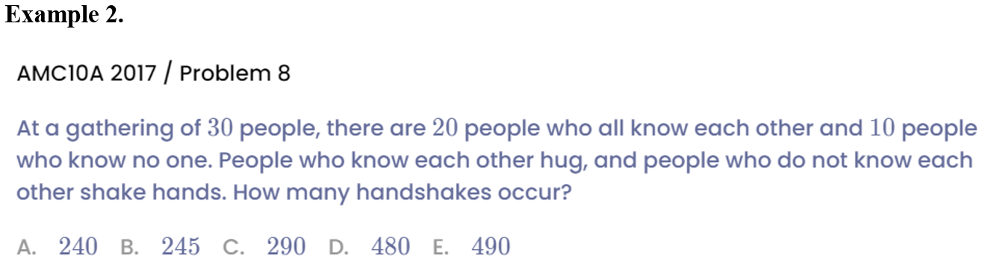 Example 2.
AMC10A 2017 / Problem 8
At a gathering of 30 people, there are 20 people who all know each other and 10 people
who know no one. People who know each other hug, and people who do not know each
other shake hands. How many handshakes occur?
A. 240 B. 245 C. 290 D. 480 E. 490